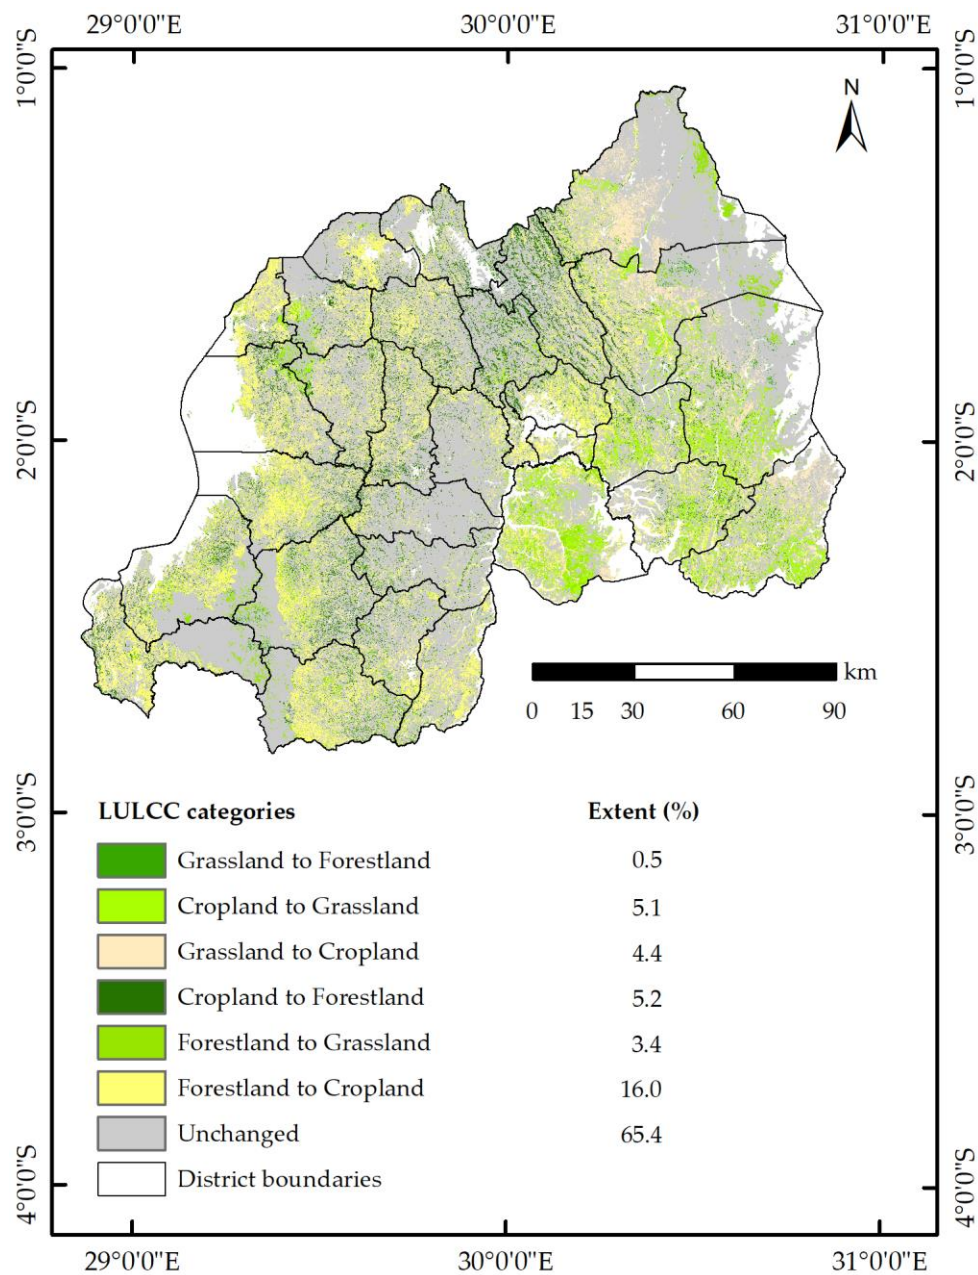 29°0'0"E 30°0'0"E 31°0'0"E
1°0'0"S 1°0'0"S
N
2°0'0"S 2°0'0"S
km
0 15 30 60 90
3°0'0"S 3°0'0"S
LULCC categories Extent (%)
Grassland to Forestland 0.5
Cropland to Grassland 5.1
Grassland to Cropland 4.4
Cropland to Forestland 5.2
Forestland to Grassland 3.4
Forestland to Cropland 16.0
Unchanged 65.4
District boundaries
4°0'0"S 4°0'0"S
29°0'0"E 30°0'0"E 31°0'0"E